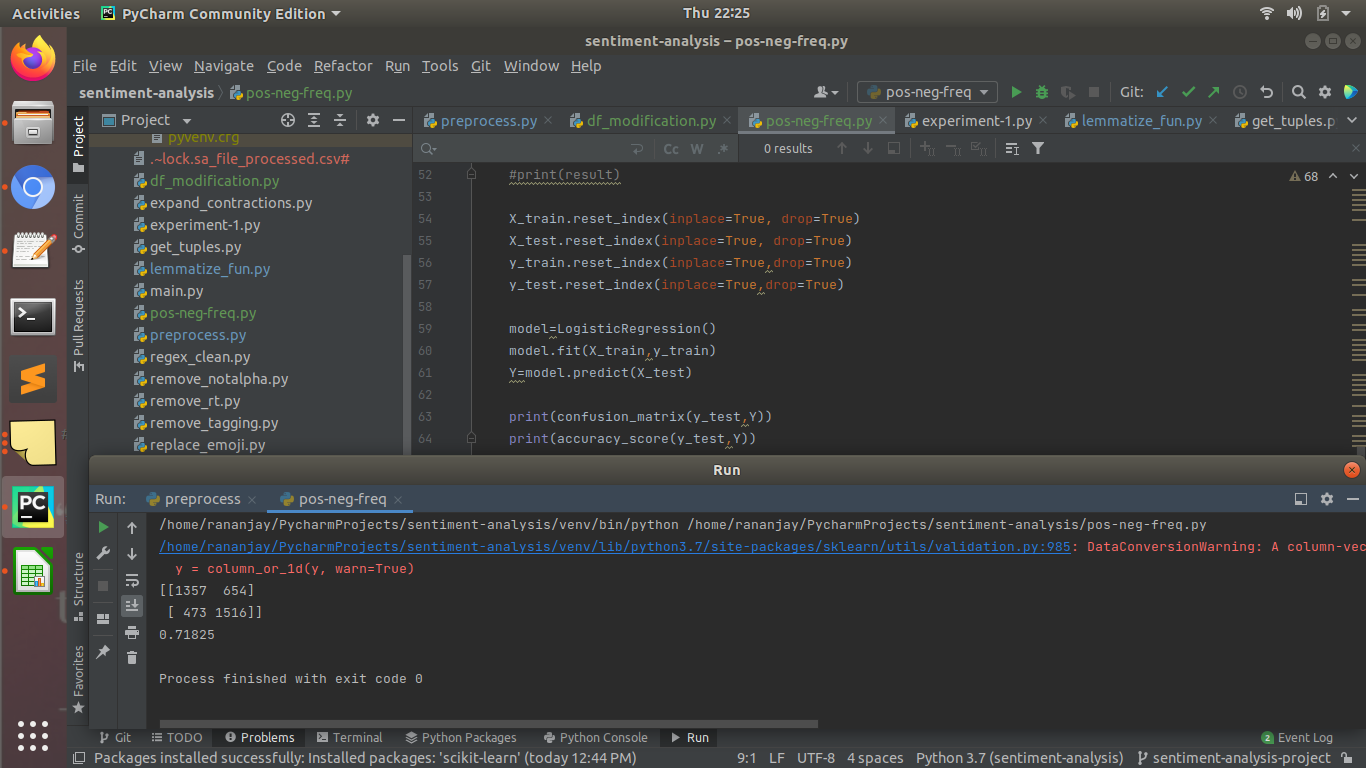 Activities PyCharm Community Edition Thu 22:25
sentiment-analysis – pos-neg-freq.py
File Edit View Navigate Code Refactor Run Tools Git Window Help
sentiment-analysis pos-neg-freq.py pos-neg-freq Git:
Project preprocess.py df_modification.py pos-neg-freq.py experiment-1.py lemmatize_fun.py get_tuples.p
Cc W .* 0 results
Project
Commit
Pull Requests
Structure
Favorites
pyvenv.cfg
.~lock.sa_file_processed.csv#
df_modification.py
expand_contractions.py
experiment-1.py
get_tuples.py
lemmatize_fun.py
main.py
pos-neg-freq.py
preprocess.py
regex_clean.py
remove_notalpha.py
remove_rt.py
remove_tagging.py
replace_emoji.py
68
52 #print(result)
53
54 X_train.reset_index(inplace=True, drop=True)
55 X_test.reset_index(inplace=True, drop=True)
56 y_train.reset_index(inplace=True,drop=True)
57 y_test.reset_index(inplace=True,drop=True)
58
59 model=LogisticRegression()
60 model.fit(X_train,y_train)
61 Y=model.predict(X_test)
62
63 print(confusion_matrix(y_test,Y))
64 print(accuracy_score(y_test,Y))
Run
Run: preprocess pos-neg-freq
/home/rananjay/PycharmProjects/sentiment-analysis/venv/bin/python /home/rananjay/PycharmProjects/sentiment-analysis/pos-neg-freq.py
/home/rananjay/PycharmProjects/sentiment-analysis/venv/lib/python3.7/site-packages/sklearn/utils/validation.py:985: DataConversionWarning: A column-vec
y = column_or_1d(y, warn=True)
[[1357 654]
[ 473 1516]]
0.71825
Process finished with exit code 0
Git TODO Problems Terminal Python Packages Python Console Run 2 Event Log
Packages installed successfully: Installed packages: 'scikit-learn' (today 12:44 PM) 9:1 LF UTF-8 4 spaces Python 3.7 (sentiment-analysis) sentiment-analysis-project
PC